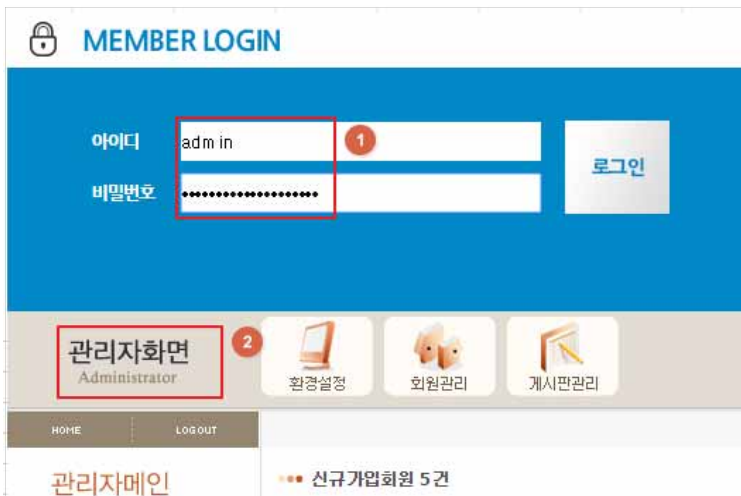 MEMBER LOGIN
아이디 admin 1
비밀번호 ••••••••••••••••••••
로그인
관리자화면 2
Administrator
환경설정 회원관리 게시판관리
HOME LOGOUT
관리자메인
신규가입회원 5건